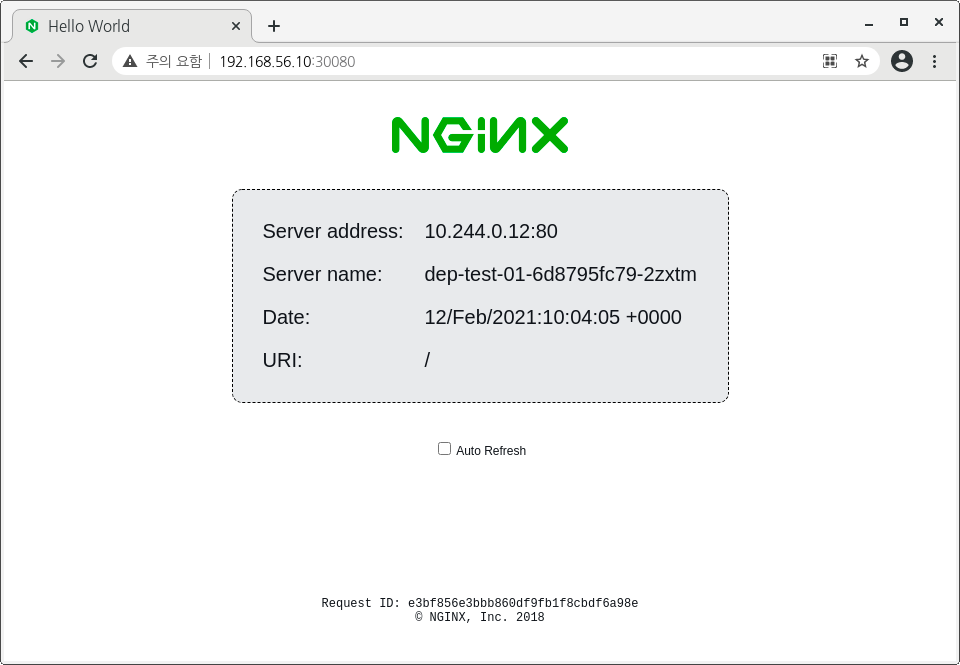 Hello World
주의 요함 192.168.56.10:30080
NGINX
Server address: 10.244.0.12:80
Server name: dep-test-01-6d8795fc79-2zxtm
Date: 12/Feb/2021:10:04:05 +0000
URI: /
Auto Refresh
Request ID: e3bf856e3bbb860df9fb1f8cbdf6a98e
© NGINX, Inc. 2018